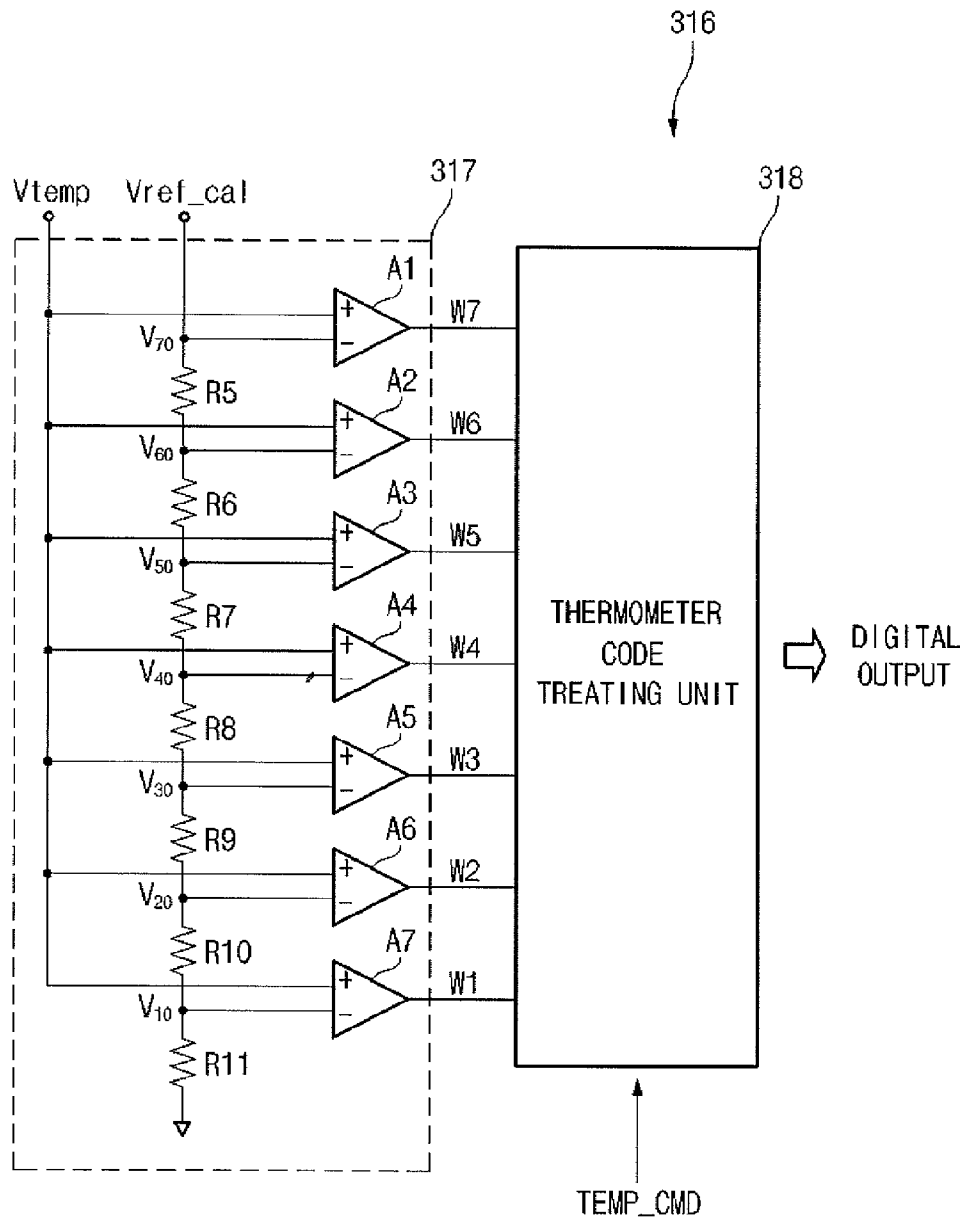 316
317
318
Vtemp
Vref_cal
A1
+
−
W7
V70
R5
A2
+
−
W6
V60
R6
A3
+
−
W5
V50
R7
A4
+
−
W4
V40
R8
A5
+
−
W3
V30
R9
A6
+
−
W2
V20
R10
A7
+
−
W1
V10
R11
THERMOMETER
CODE
TREATING UNIT
DIGITAL
OUTPUT
TEMP_CMD